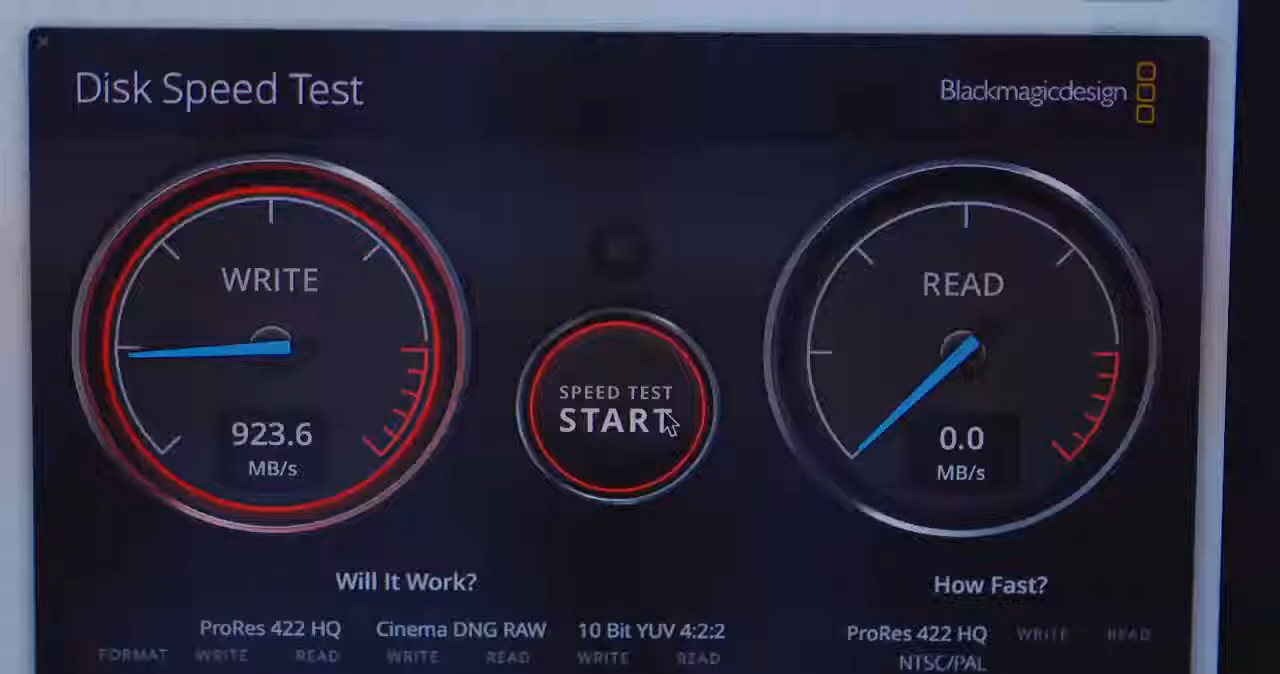 Disk Speed Test
Blackmagicdesign
WRITE
923.6
MB/s
SPEED TEST
START
READ
0.0
MB/s
Will It Work?
ProRes 422 HQ Cinema DNG RAW 10 Bit YUV 4:2:2
FORMAT WRITE READ WRITE READ WRITE READ
How Fast?
ProRes 422 HQ WRITE READ
NTSC/PAL